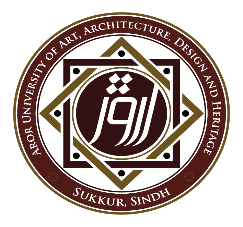 Aror University of Art, Architecture, Design and Heritage
اروڙ
Sukkur, Sindh